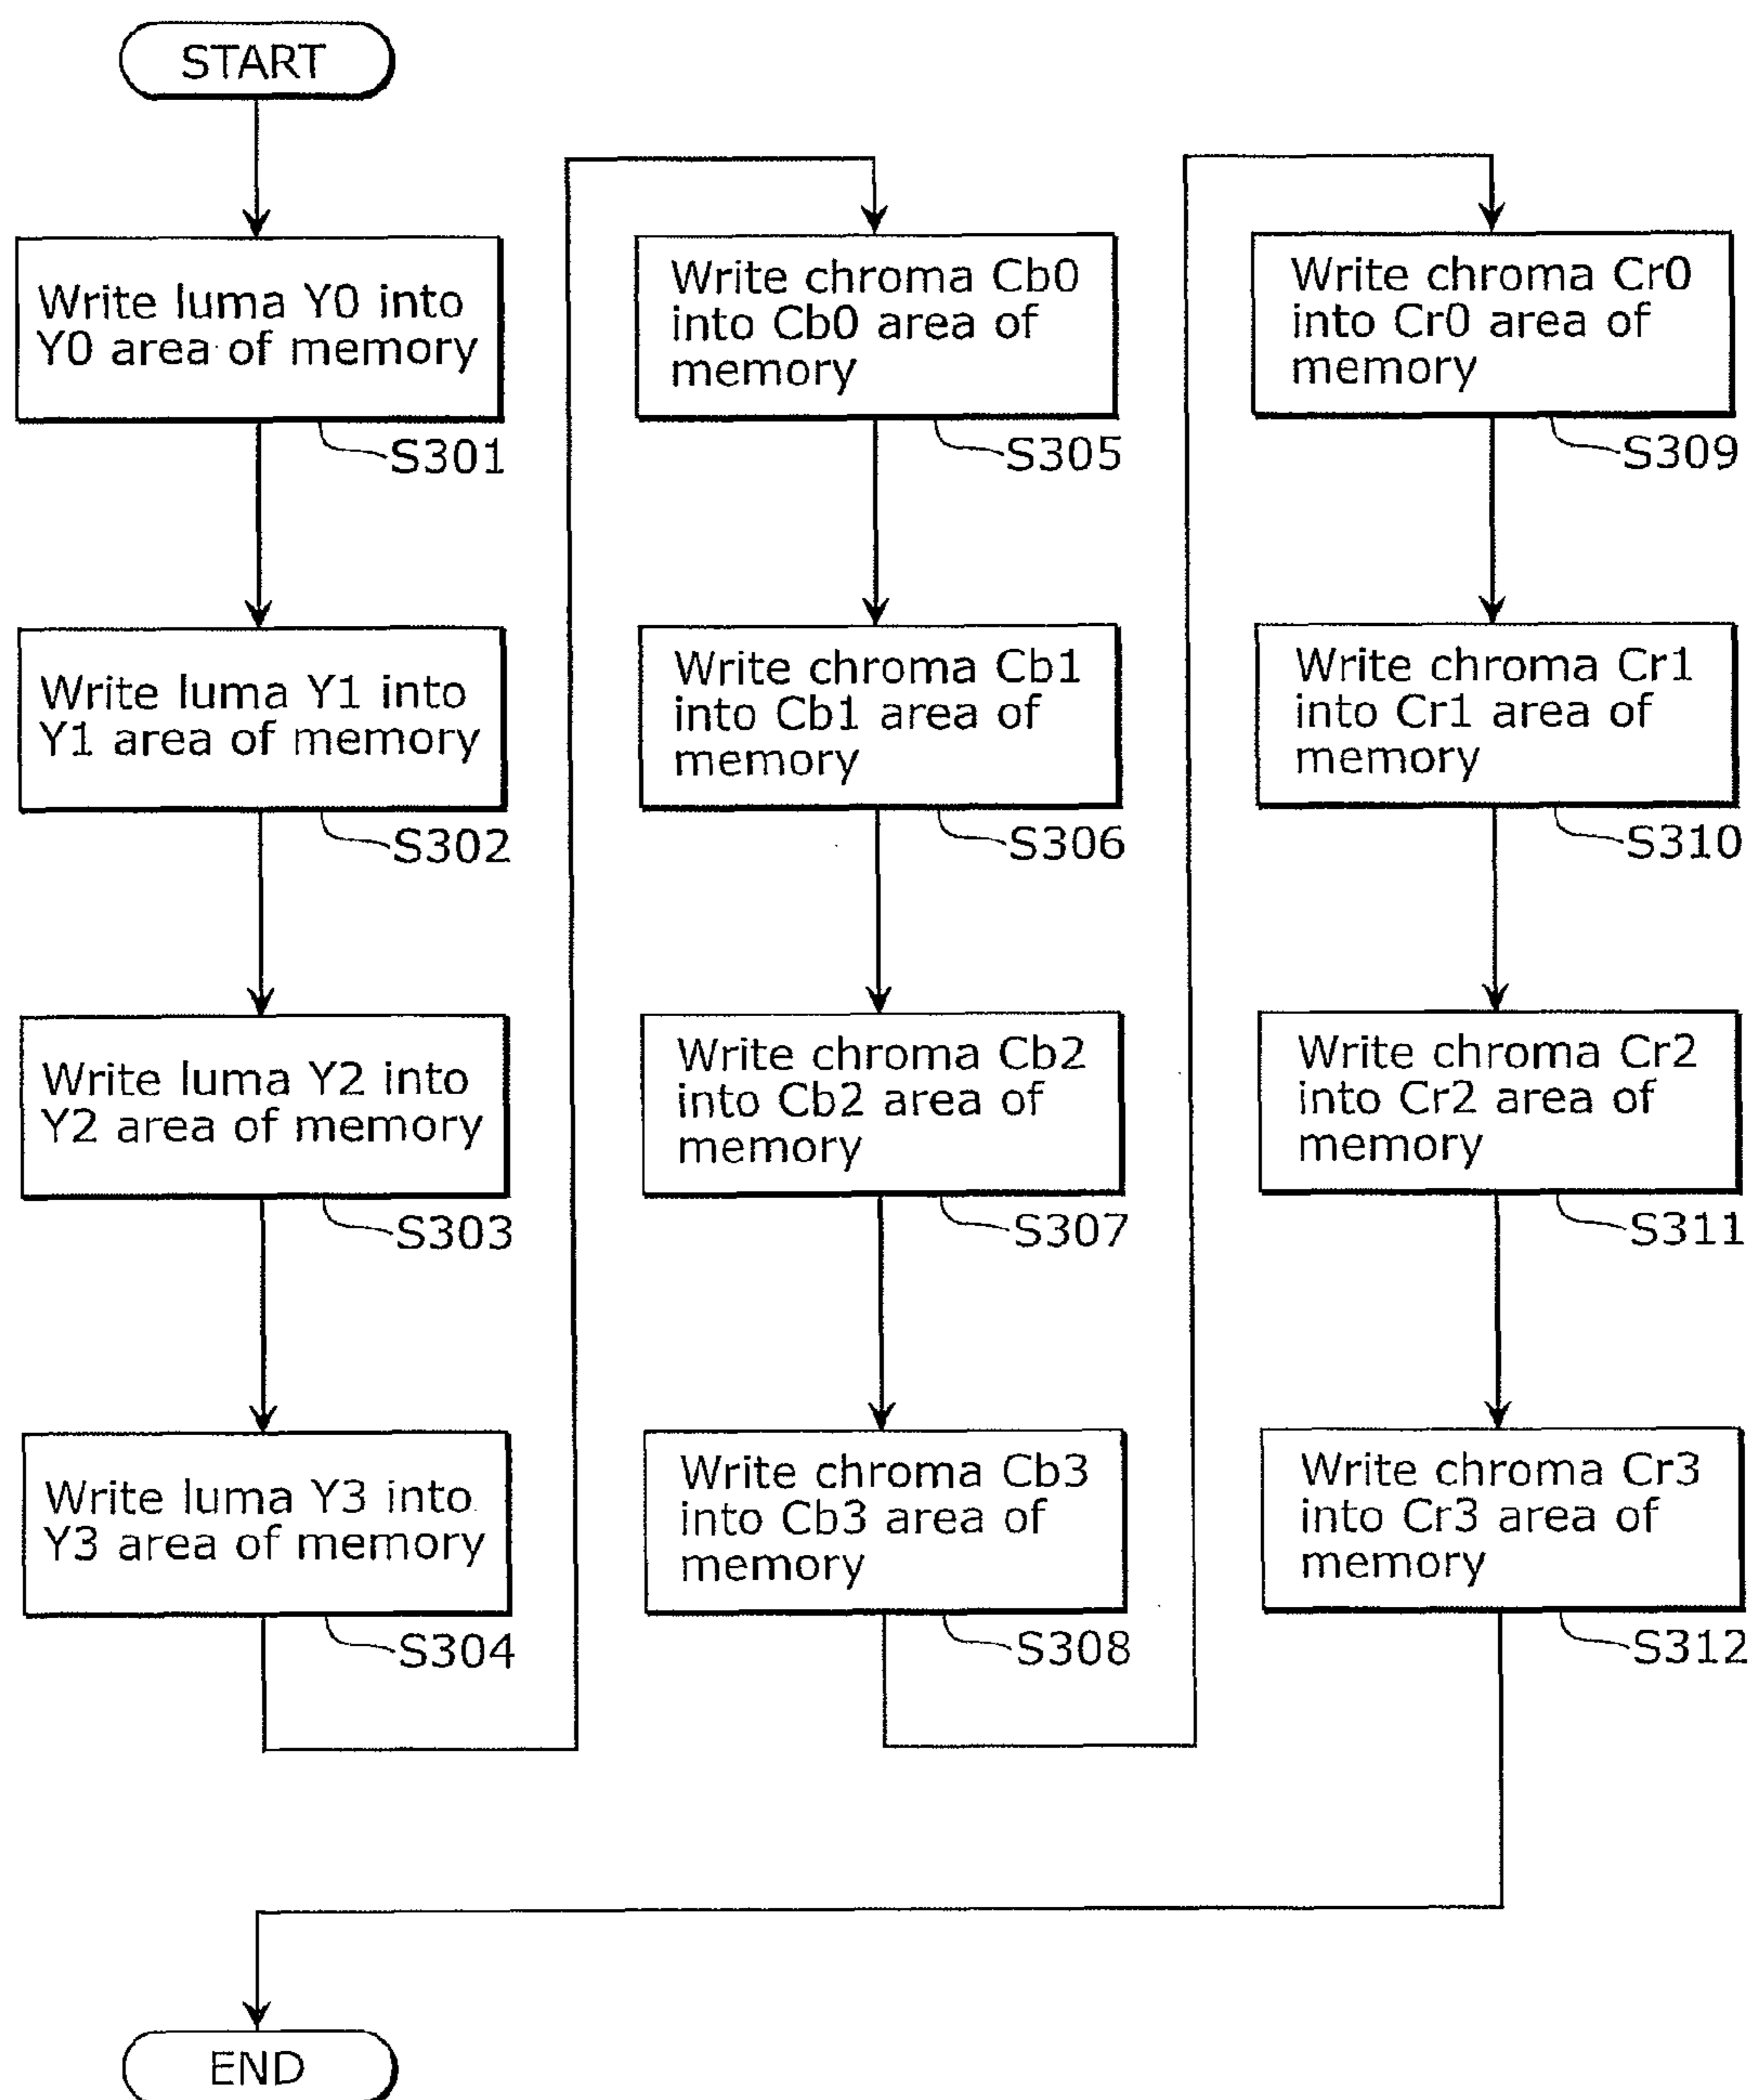 START
Write luma Y0 into
Y0 area of memory
S301
Write luma Y1 into
Y1 area of memory
S302
Write luma Y2 into
Y2 area of memory
S303
Write luma Y3 into
Y3 area of memory
S304
Write chroma Cb0
into Cb0 area of
memory
S305
Write chroma Cb1
into Cb1 area of
memory
S306
Write chroma Cb2
into Cb2 area of
memory
S307
Write chroma Cb3
into Cb3 area of
memory
S308
Write chroma Cr0
into Cr0 area of
memory
S309
Write chroma Cr1
into Cr1 area of
memory
S310
Write chroma Cr2
into Cr2 area of
memory
S311
Write chroma Cr3
into Cr3 area of
memory
S312
END